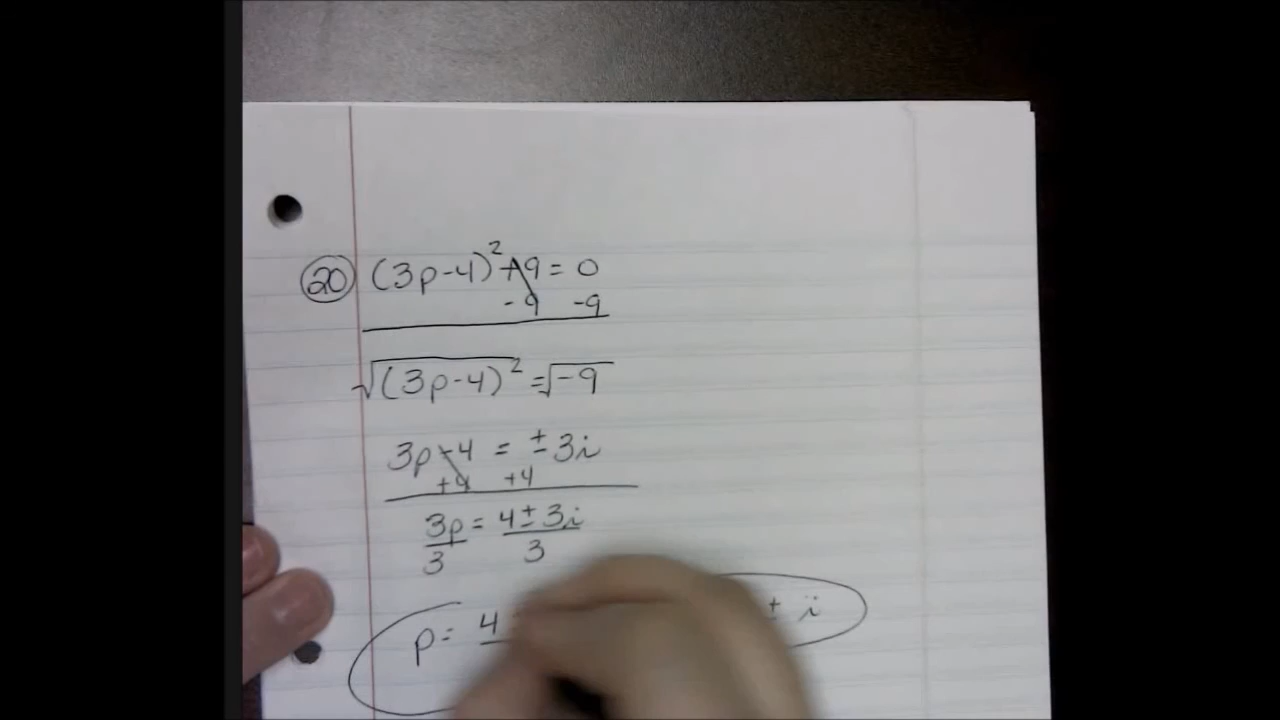 20 (3p-4)² + 9 = 0
-9 -9
√(3p-4)² = √-9
3p - 4 = ± 3i
+4 +4
3p = 4 ± 3i
3 3
p = 4 ± i